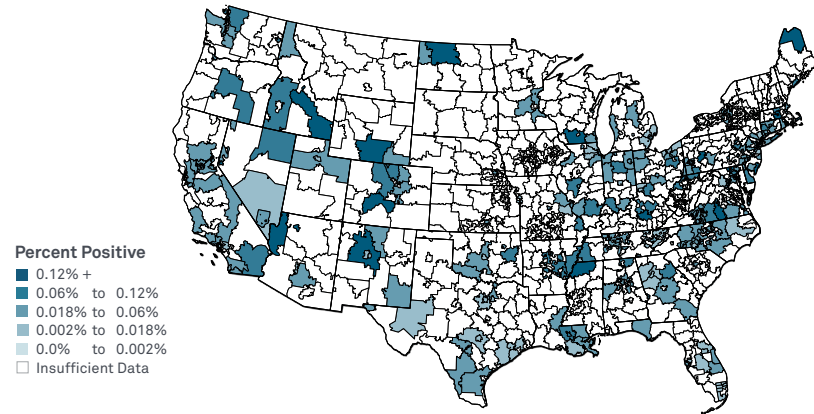 Percent Positive
0.12% +
0.06% to 0.12%
0.018% to 0.06%
0.002% to 0.018%
0.0% to 0.002%
Insufficient Data